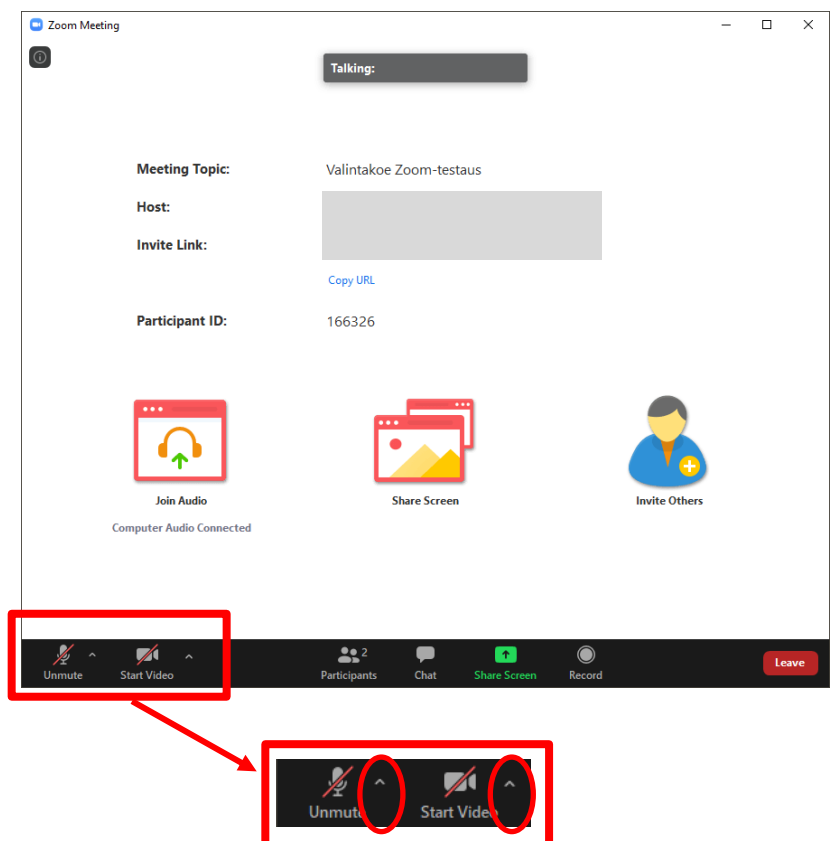 Zoom Meeting
Talking:
Meeting Topic: Valintakoe Zoom-testaus
Host:
Invite Link:
Copy URL
Participant ID: 166326
Join Audio Share Screen Invite Others
Computer Audio Connected
2
Unmute Start Video Participants Chat Share Screen Record Leave
Unmute Start Video